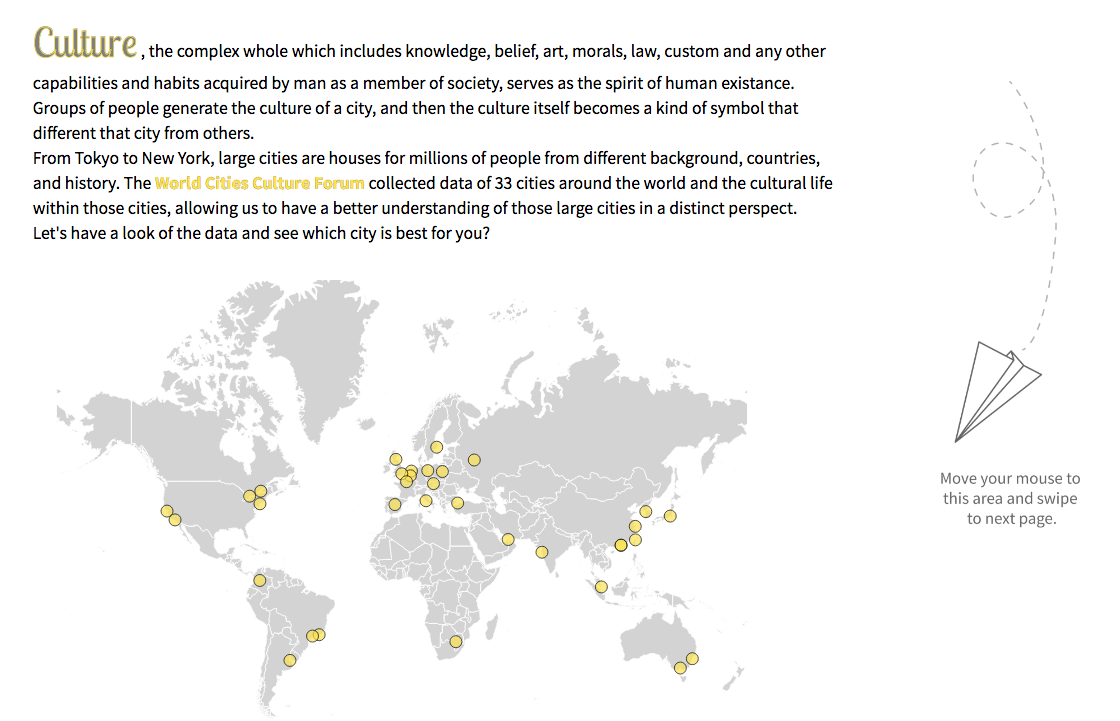 Culture , the complex whole which includes knowledge, belief, art, morals, law, custom and any other
capabilities and habits acquired by man as a member of society, serves as the spirit of human existance.
Groups of people generate the culture of a city, and then the culture itself becomes a kind of symbol that
different that city from others.
From Tokyo to New York, large cities are houses for millions of people from different background, countries,
and history. The World Cities Culture Forum collected data of 33 cities around the world and the cultural life
within those cities, allowing us to have a better understanding of those large cities in a distinct perspect.
Let's have a look of the data and see which city is best for you?
Move your mouse to
this area and swipe
to next page.